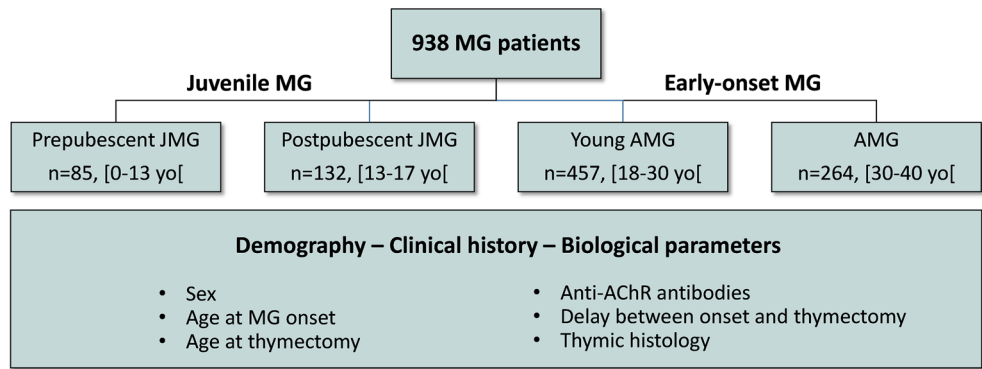 938 MG patients
Juvenile MG
Early-onset MG
Prepubescent JMG
n=85, [0-13 yo[
Postpubescent JMG
n=132, [13-17 yo[
Young AMG
n=457, [18-30 yo[
AMG
n=264, [30-40 yo[
Demography – Clinical history – Biological parameters
• Sex
• Age at MG onset
• Age at thymectomy
• Anti-AChR antibodies
• Delay between onset and thymectomy
• Thymic histology